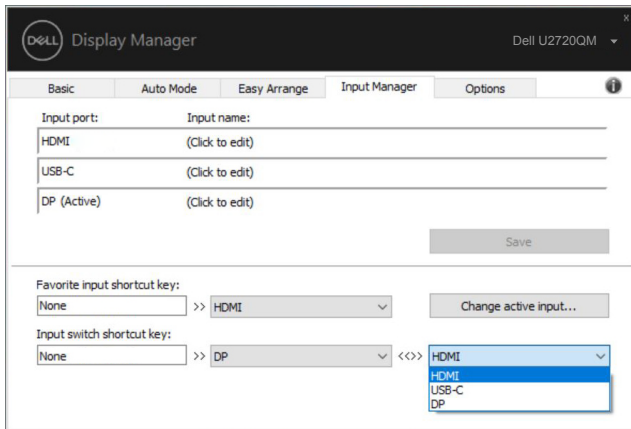 DELL Display Manager
Dell U2720QM
x
Basic Auto Mode Easy Arrange Input Manager Options
Input port: Input name:
HDMI (Click to edit)
USB-C (Click to edit)
DP (Active) (Click to edit)
Save
Favorite input shortcut key:
None >> HDMI Change active input...
Input switch shortcut key:
None >> DP <<>> HDMI
HDMI
USB-C
DP